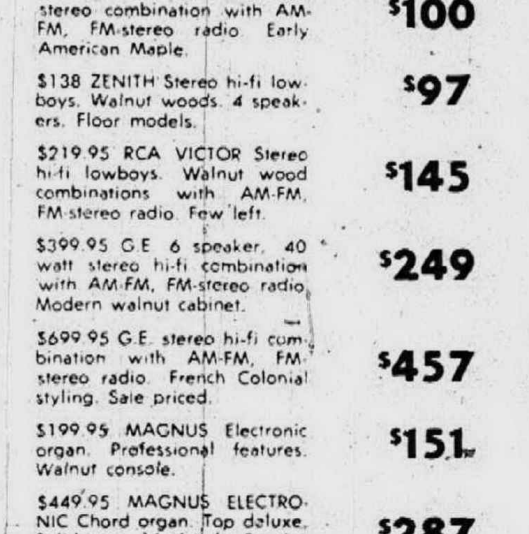 stereo combination with AM-
FM, FM-stereo radio. Early
American Maple.
$100
$138 ZENITH Stereo hi-fi low-
boys. Walnut woods. 4 speak-
ers. Floor models.
$97
$219.95 RCA VICTOR Stereo
hi-fi lowboys. Walnut wood
combinations with AM-FM,
FM-stereo radio. Few left.
$145
$399.95 G.E. 6 speaker, 40
watt stereo hi-fi combination
with AM-FM, FM-stereo radio.
Modern walnut cabinet.
$249
$699.95 G.E. stereo hi-fi com-
bination with AM-FM, FM-
stereo radio. French Colonial
styling. Sale priced.
$457
$199.95 MAGNUS Electronic
organ. Professional features.
Walnut console.
$151
$449.95 MAGNUS ELECTRO-
NIC Chord organ. Top deluxe.
$287